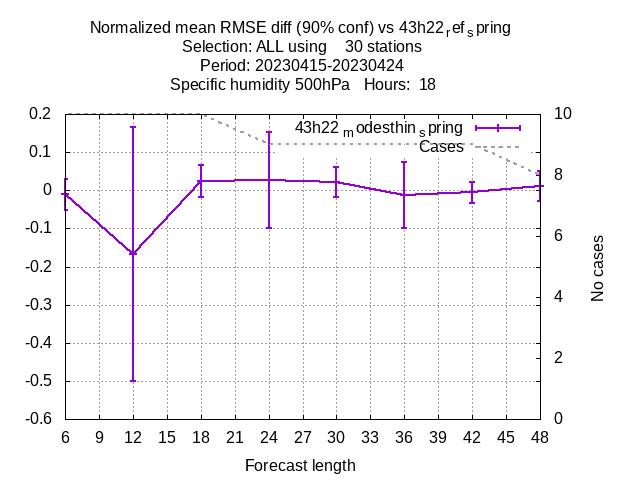 Normalized mean RMSE diff (90% conf) vs 43h22refspring
Selection: ALL using 30 stations
Period: 20230415-20230424
Specific humidity 500hPa Hours: 18
0.2
0.1
0
-0.1
-0.2
-0.3
-0.4
-0.5
-0.6
43h22modesthinspring
Cases
10
8
6
4
2
0
No cases
6 9 12 15 18 21 24 27 30 33 36 39 42 45 48
Forecast length